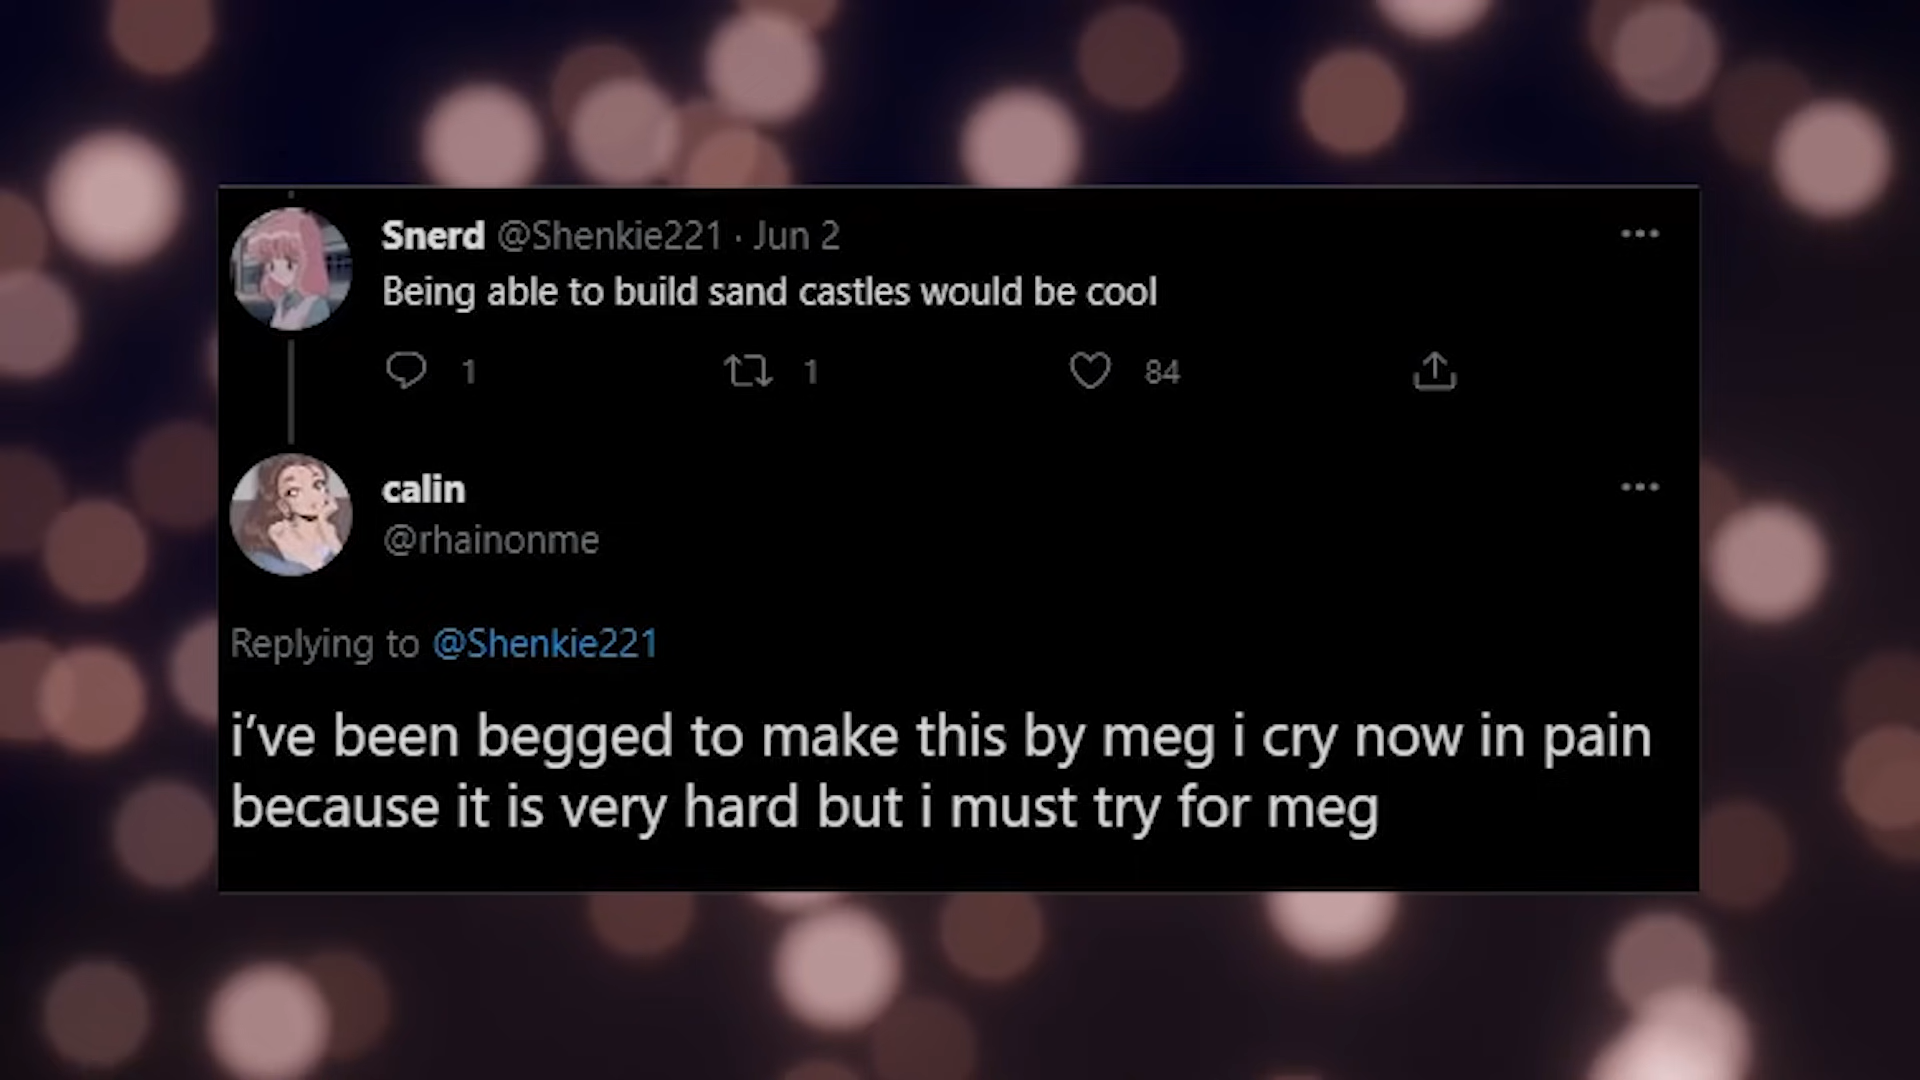 Snerd @Shenkie221 · Jun 2
Being able to build sand castles would be cool
1 1 84
calin
@rhainonme
Replying to @Shenkie221
i’ve been begged to make this by meg i cry now in pain
because it is very hard but i must try for meg